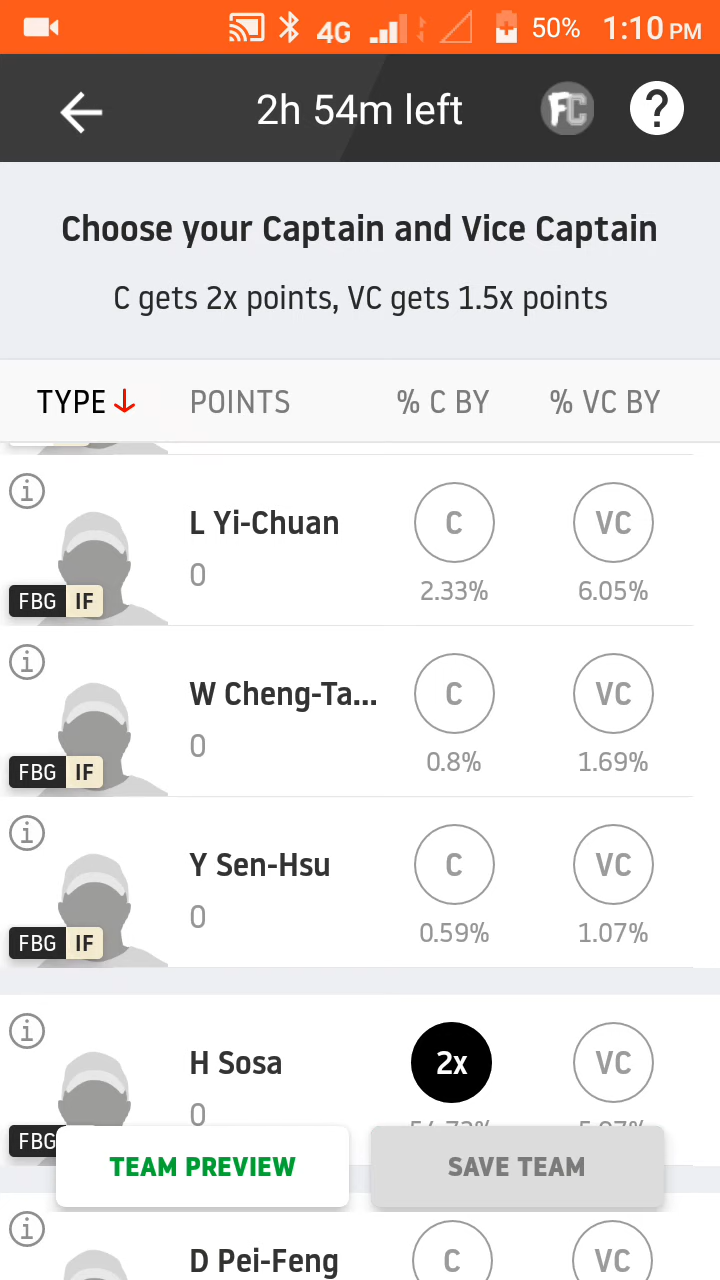 4G 50% 1:10 PM
2h 54m left FC ?
Choose your Captain and Vice Captain
C gets 2x points, VC gets 1.5x points
TYPE POINTS % C BY % VC BY
i L Yi-Chuan C VC
0
FBG IF 2.33% 6.05%
i W Cheng-Ta... C VC
0
FBG IF 0.8% 1.69%
i Y Sen-Hsu C VC
0
FBG IF 0.59% 1.07%
i H Sosa 2x VC
0
FBG
TEAM PREVIEW SAVE TEAM
i D Pei-Feng C VC